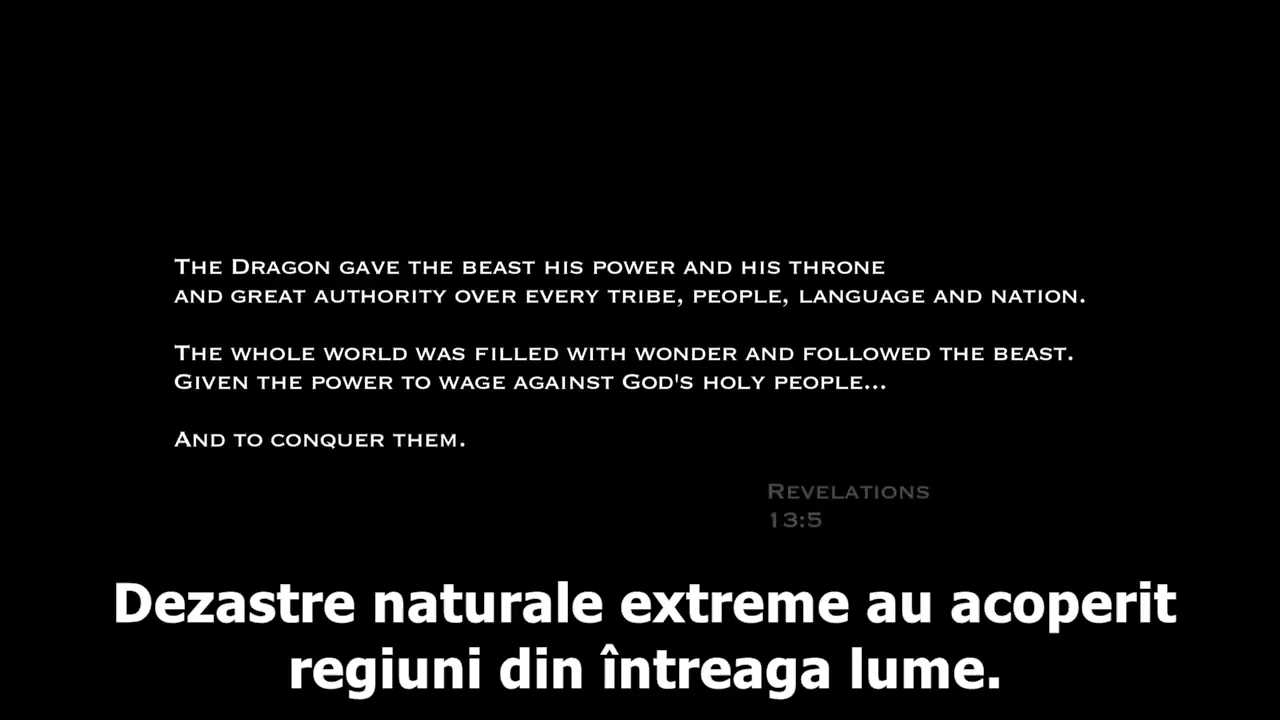 The Dragon gave the beast his power and his throne
and great authority over every tribe, people, language and nation.
The whole world was filled with wonder and followed the beast.
Given the power to wage against God's holy people...
And to conquer them.
Revelations
13:5
Dezastre naturale extreme au acoperit
regiuni din întreaga lume.